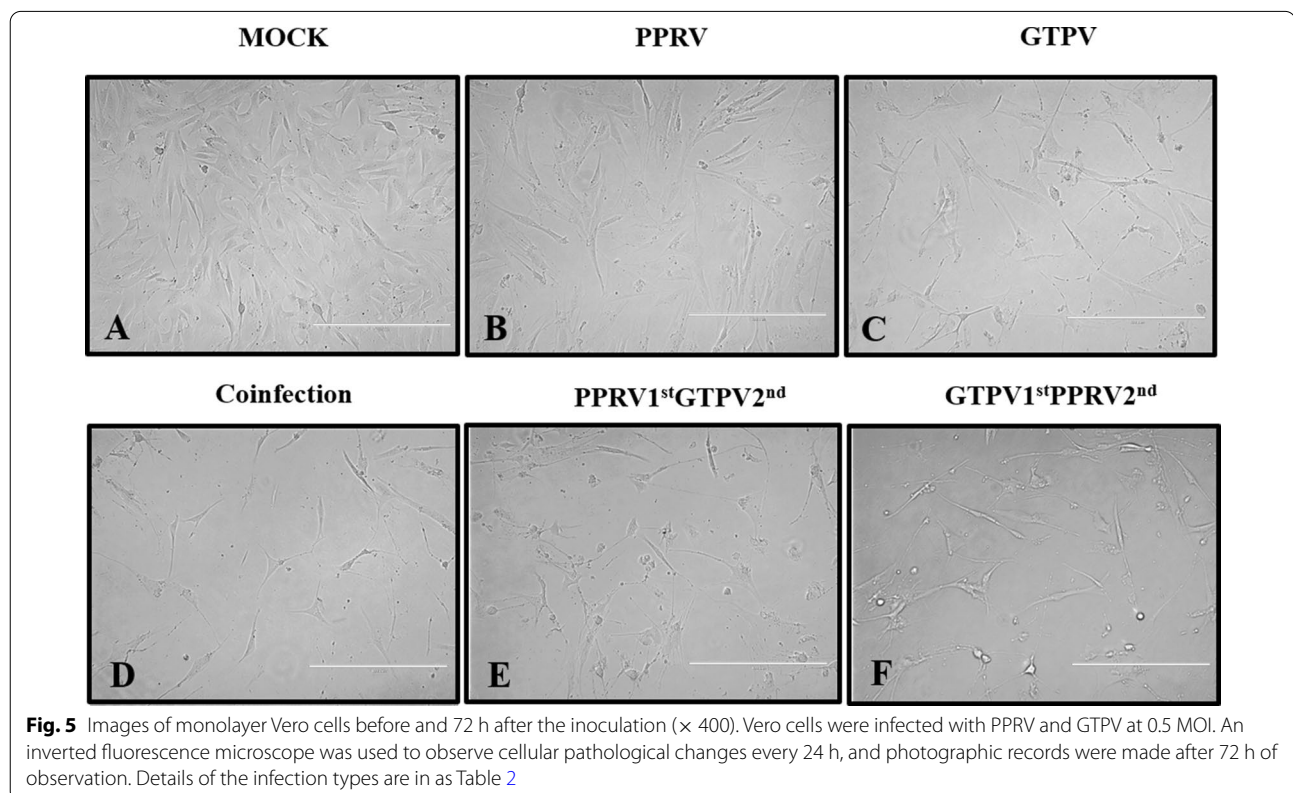 MOCK PPRV GTPV
A B C
Coinfection PPRV1stGTPV2nd GTPV1stPPRV2nd
D E F
Fig. 5 Images of monolayer Vero cells before and 72 h after the inoculation (× 400). Vero cells were infected with PPRV and GTPV at 0.5 MOI. An
inverted fluorescence microscope was used to observe cellular pathological changes every 24 h, and photographic records were made after 72 h of
observation. Details of the infection types are in as Table 2